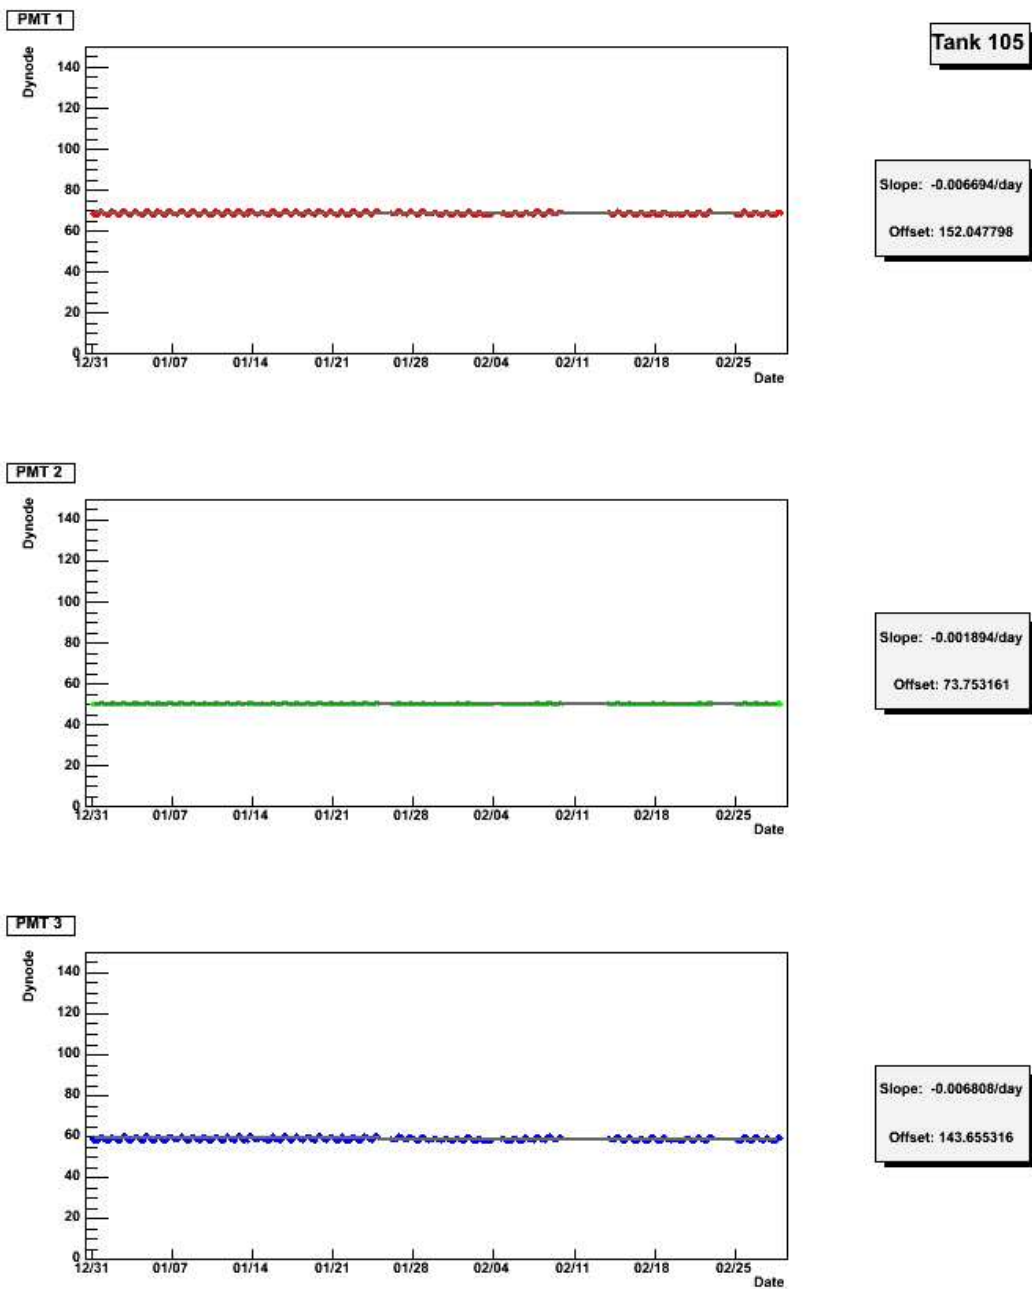 PMT 1
Tank 105
Dynode
140
120
100
80
60
40
20
0
12/31 01/07 01/14 01/21 01/28 02/04 02/11 02/18 02/25
Date
Slope: -0.006694/day
Offset: 152.047798
PMT 2
Dynode
140
120
100
80
60
40
20
0
12/31 01/07 01/14 01/21 01/28 02/04 02/11 02/18 02/25
Date
Slope: -0.001894/day
Offset: 73.753161
PMT 3
Dynode
140
120
100
80
60
40
20
0
12/31 01/07 01/14 01/21 01/28 02/04 02/11 02/18 02/25
Date
Slope: -0.006808/day
Offset: 143.655316